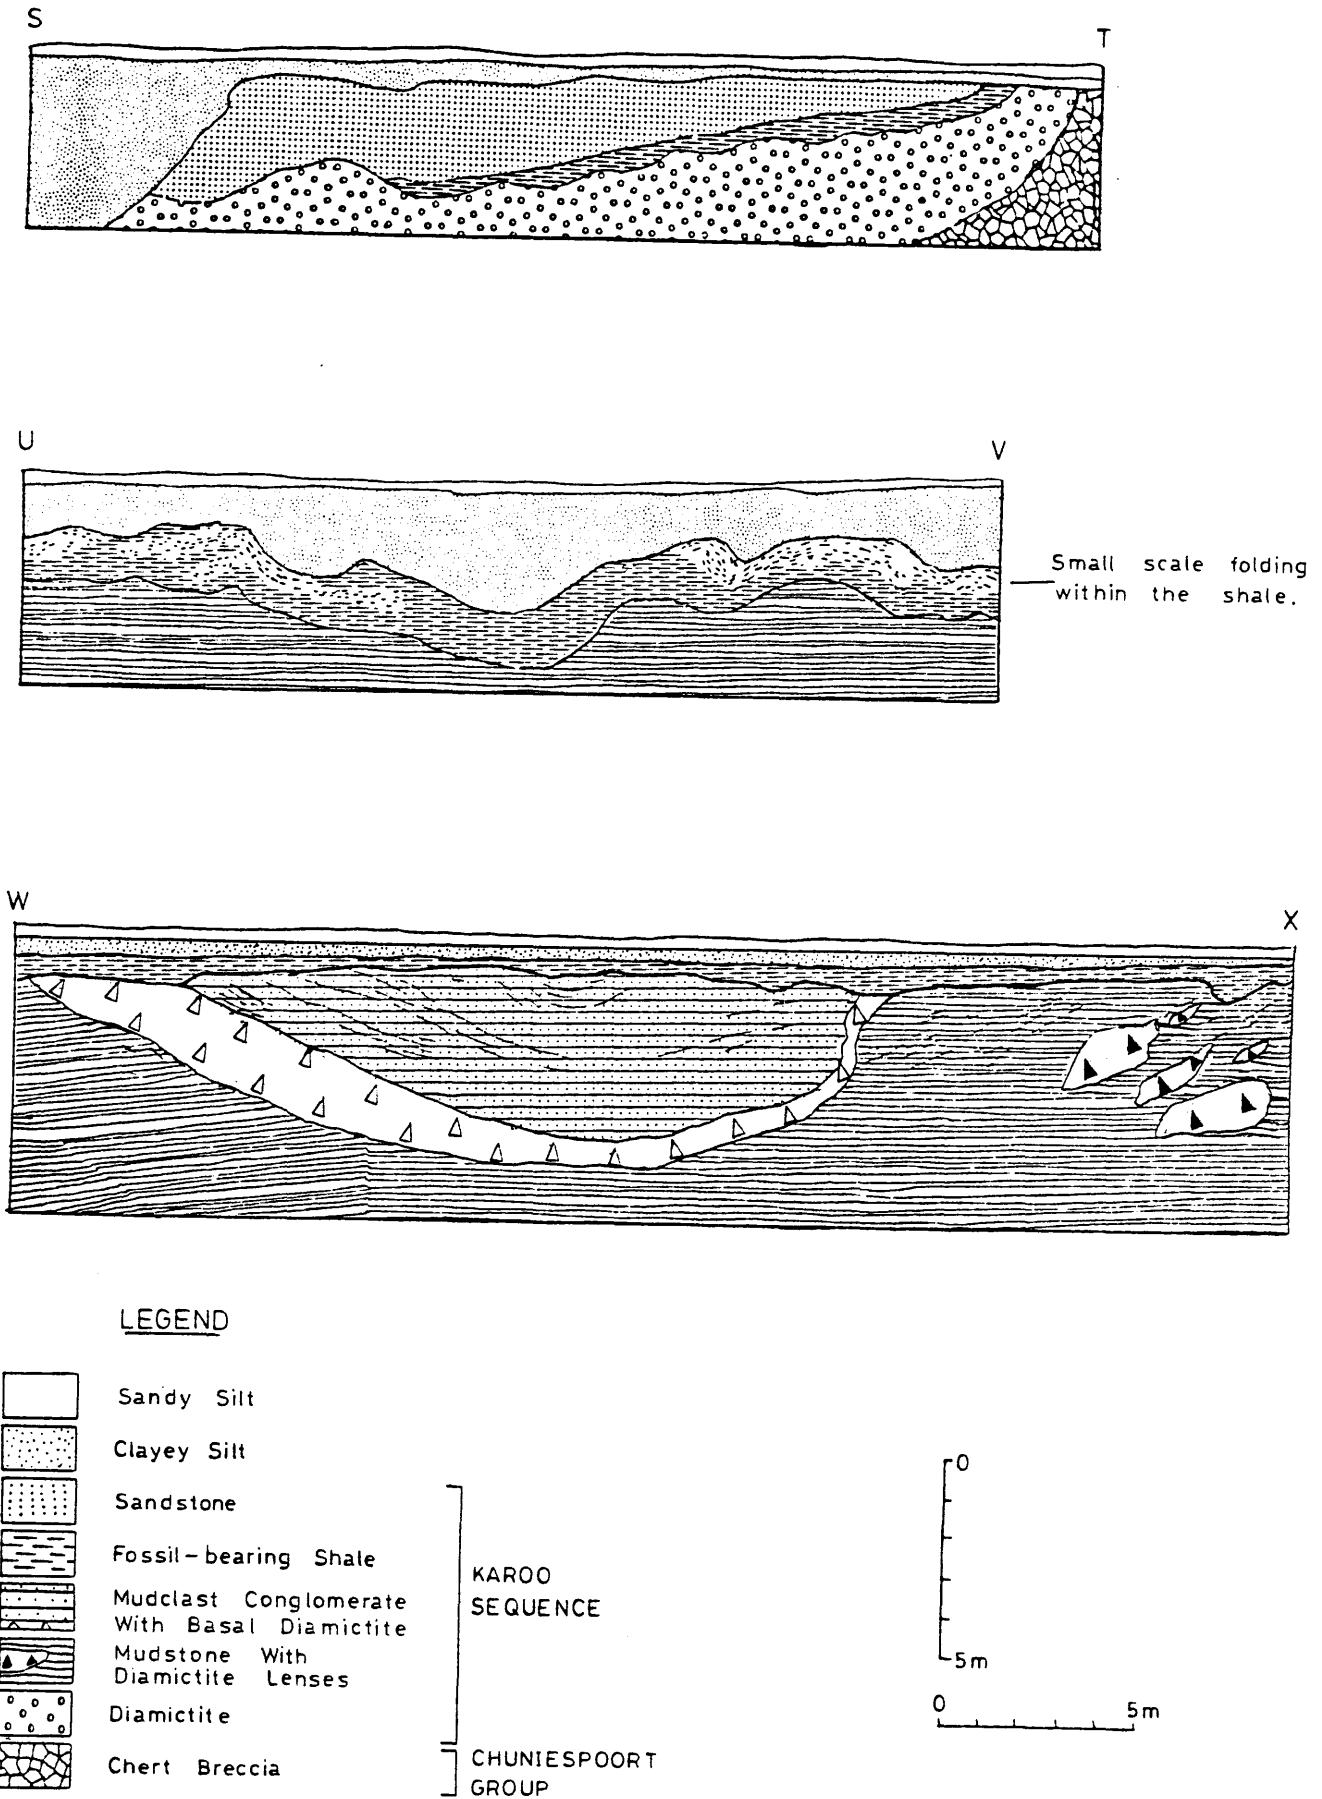 S
T
U
V
Small scale folding
within the shale.
W
X
LEGEND
Sandy Silt
Clayey Silt
Sandstone
Fossil-bearing Shale
Mudclast Conglomerate
With Basal Diamictite
Mudstone With
Diamictite Lenses
Diamictite
Chert Breccia
KAROO
SEQUENCE
CHUNIESPOORT
GROUP
0
5m
0
5m